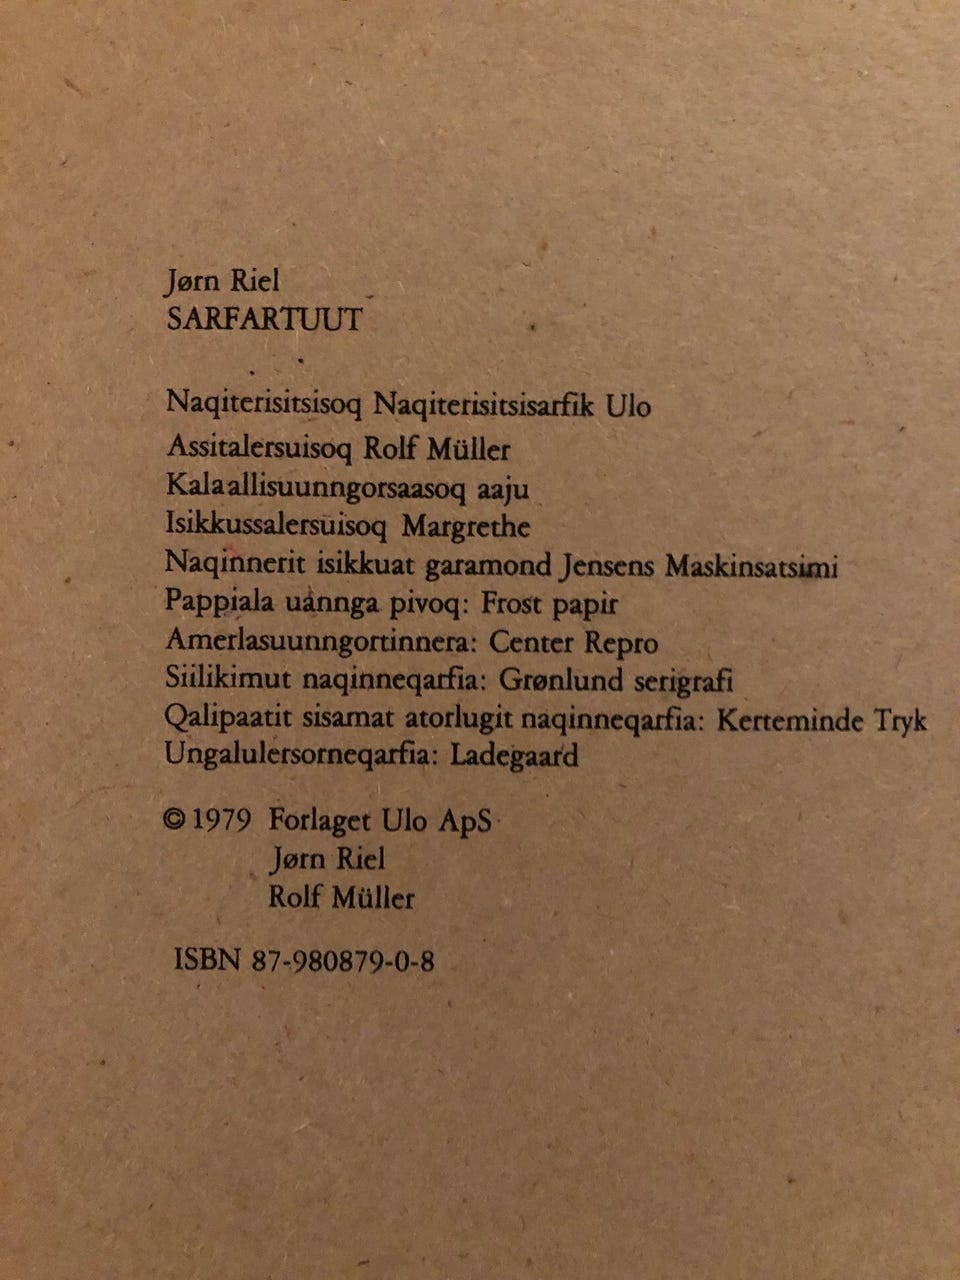 Jørn Riel
SARFARTUUT
Naqiterisitsisoq Naqiterisitsisarfik Ulo
Assitalersuisoq Rolf Müller
Kalaallisuunngorsaasoq aaju
Isikkussalersuisoq Margrethe
Naqinnerit isikkuat garamond Jensens Maskinsatsimi
Pappiala uánnga pivoq: Frost papir
Amerlasuunngortinnera: Center Repro
Siilikimut naqinneqarfia: Grønlund serigrafi
Qalipaatit sisamat atorlugit naqinneqarfia: Kerteminde Tryk
Ungalulersorneqarfia: Ladegaard
© 1979 Forlaget Ulo ApS
Jørn Riel
Rolf Müller
ISBN 87-980879-0-8